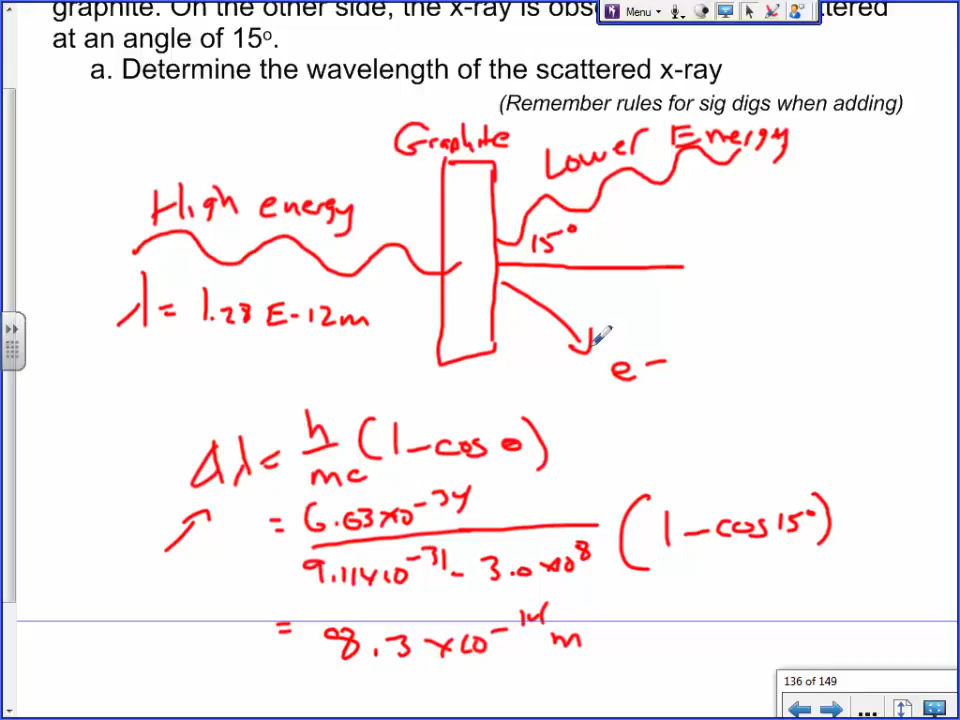 graphite. On the other side, the x-ray is obs
Menu
tered
at an angle of 15º.
a. Determine the wavelength of the scattered x-ray
(Remember rules for sig digs when adding)
Graphite
Lower Energy
High energy
15°
λ = 1.28 E-12m
e-
Δλ = h/mc (1 - cos θ)
= 6.63×10^-34 / 9.11×10^-31 · 3.0×10^8 (1 - cos 15°)
= 8.3 ×10^-14 m
136 of 149